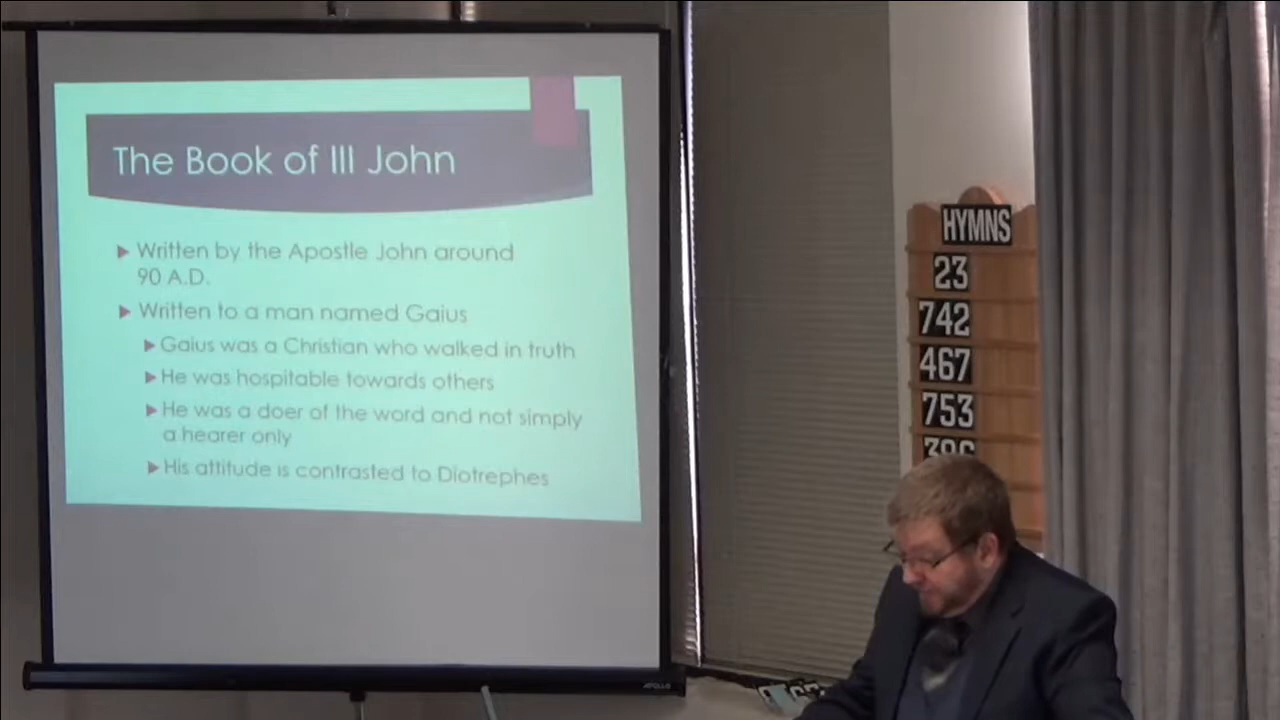 The Book of III John
Written by the Apostle John around
90 A.D.
Written to a man named Gaius
Gaius was a Christian who walked in truth
He was hospitable towards others
He was a doer of the word and not simply
a hearer only
His attitude is contrasted to Diotrephes
APOLLO
HYMNS
23
742
467
753
396